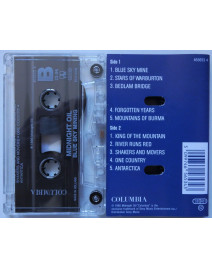 B
MIDNIGHT OIL
BLUE SKY MINING
COLUMBIA
Side 1
1. BLUE SKY MINE
2. STARS OF WARBURTON
3. BEDLAM BRIDGE
4. FORGOTTEN YEARS
5. MOUNTAINS OF BURMA
Side 2
1. KING OF THE MOUNTAIN
2. RIVER RUNS RED
3. SHAKERS AND MOVERS
4. ONE COUNTRY
5. ANTARCTICA
COLUMBIA